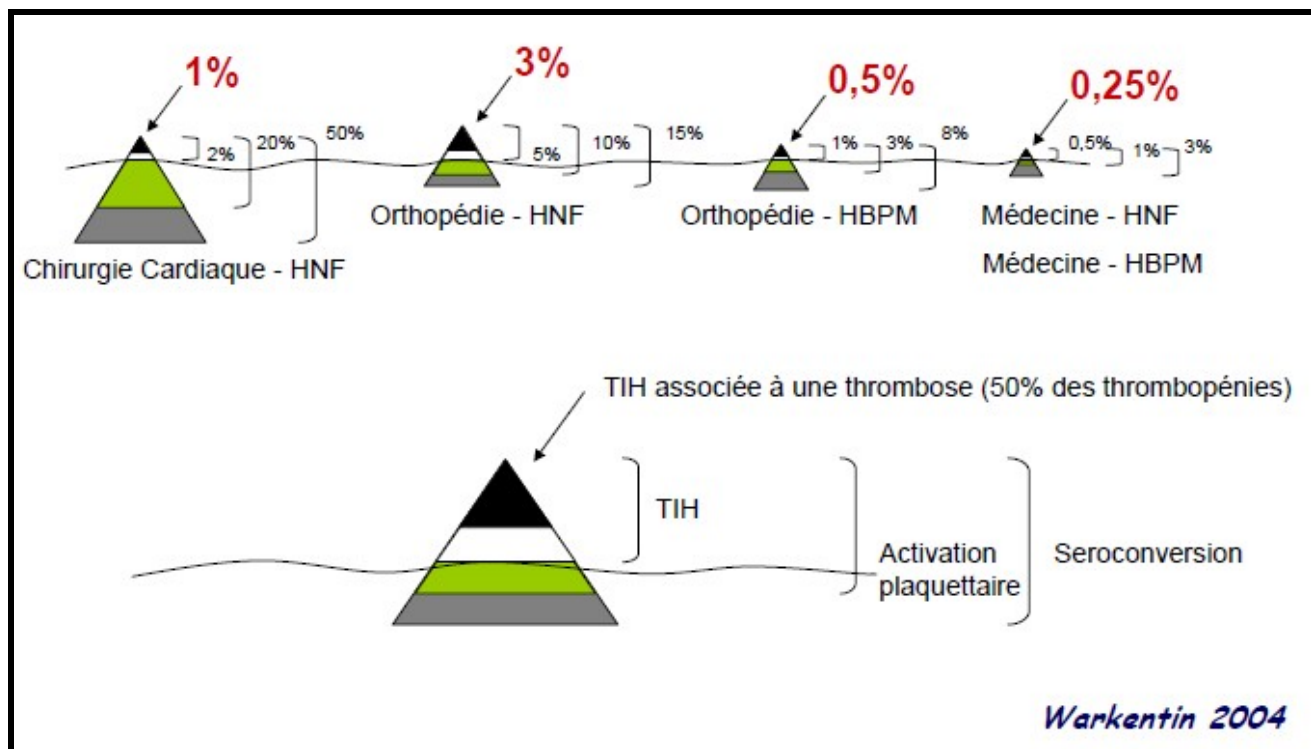 1%
3%
0,5%
0,25%
2%
20%
50%
5%
10%
15%
1%
3%
8%
0,5%
1%
3%
Chirurgie Cardiaque - HNF
Orthopédie - HNF
Orthopédie - HBPM
Médecine - HNF
Médecine - HBPM
TIH associée à une thrombose (50% des thrombopénies)
TIH
Activation
plaquettaire
Seroconversion
Warkentin 2004